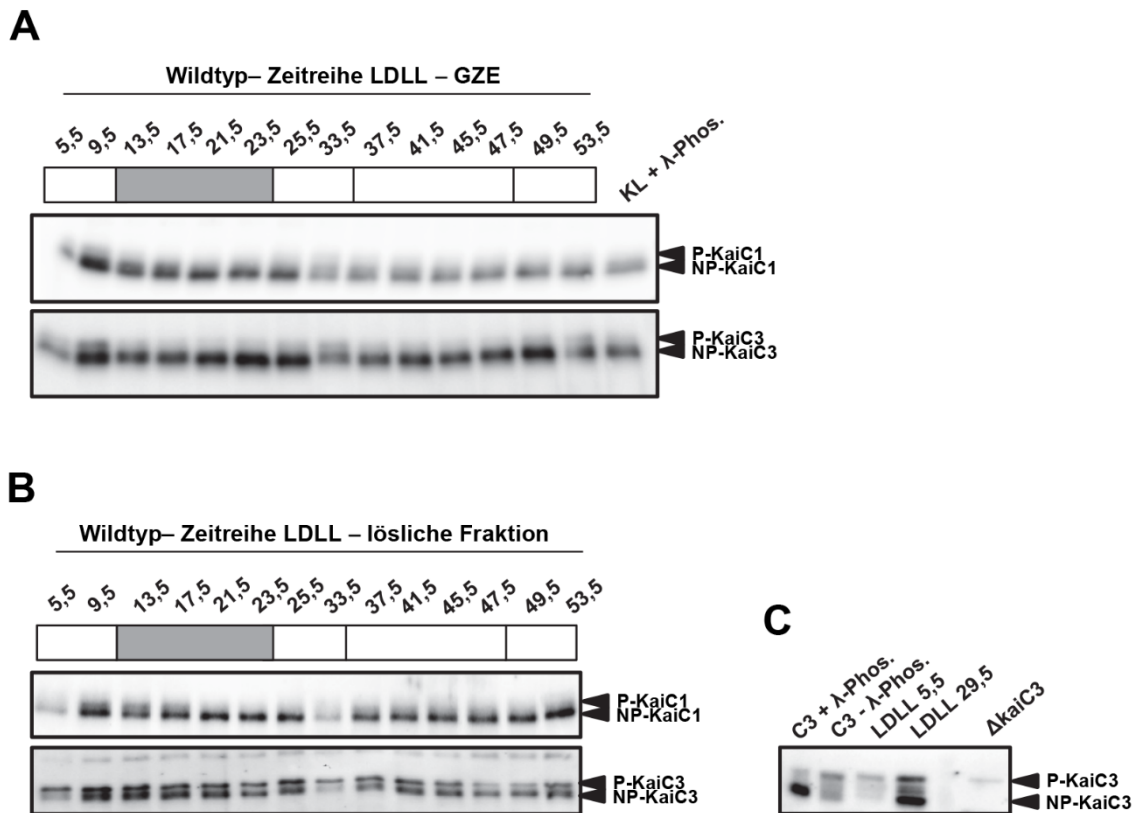 A
Wildtyp– Zeitreihe LDLL – GZE
5,5 9,5 13,5 17,5 21,5 23,5 25,5 33,5 37,5 41,5 45,5 47,5 49,5 53,5 KL + λ-Phos.
P-KaiC1
NP-KaiC1
P-KaiC3
NP-KaiC3
B
Wildtyp– Zeitreihe LDLL – lösliche Fraktion
5,5 9,5 13,5 17,5 21,5 23,5 25,5 33,5 37,5 41,5 45,5 47,5 49,5 53,5
P-KaiC1
NP-KaiC1
P-KaiC3
NP-KaiC3
C
C3 + λ-Phos. C3 - λ-Phos. LDLL 5,5 LDLL 29,5 ΔkaiC3
P-KaiC3
NP-KaiC3